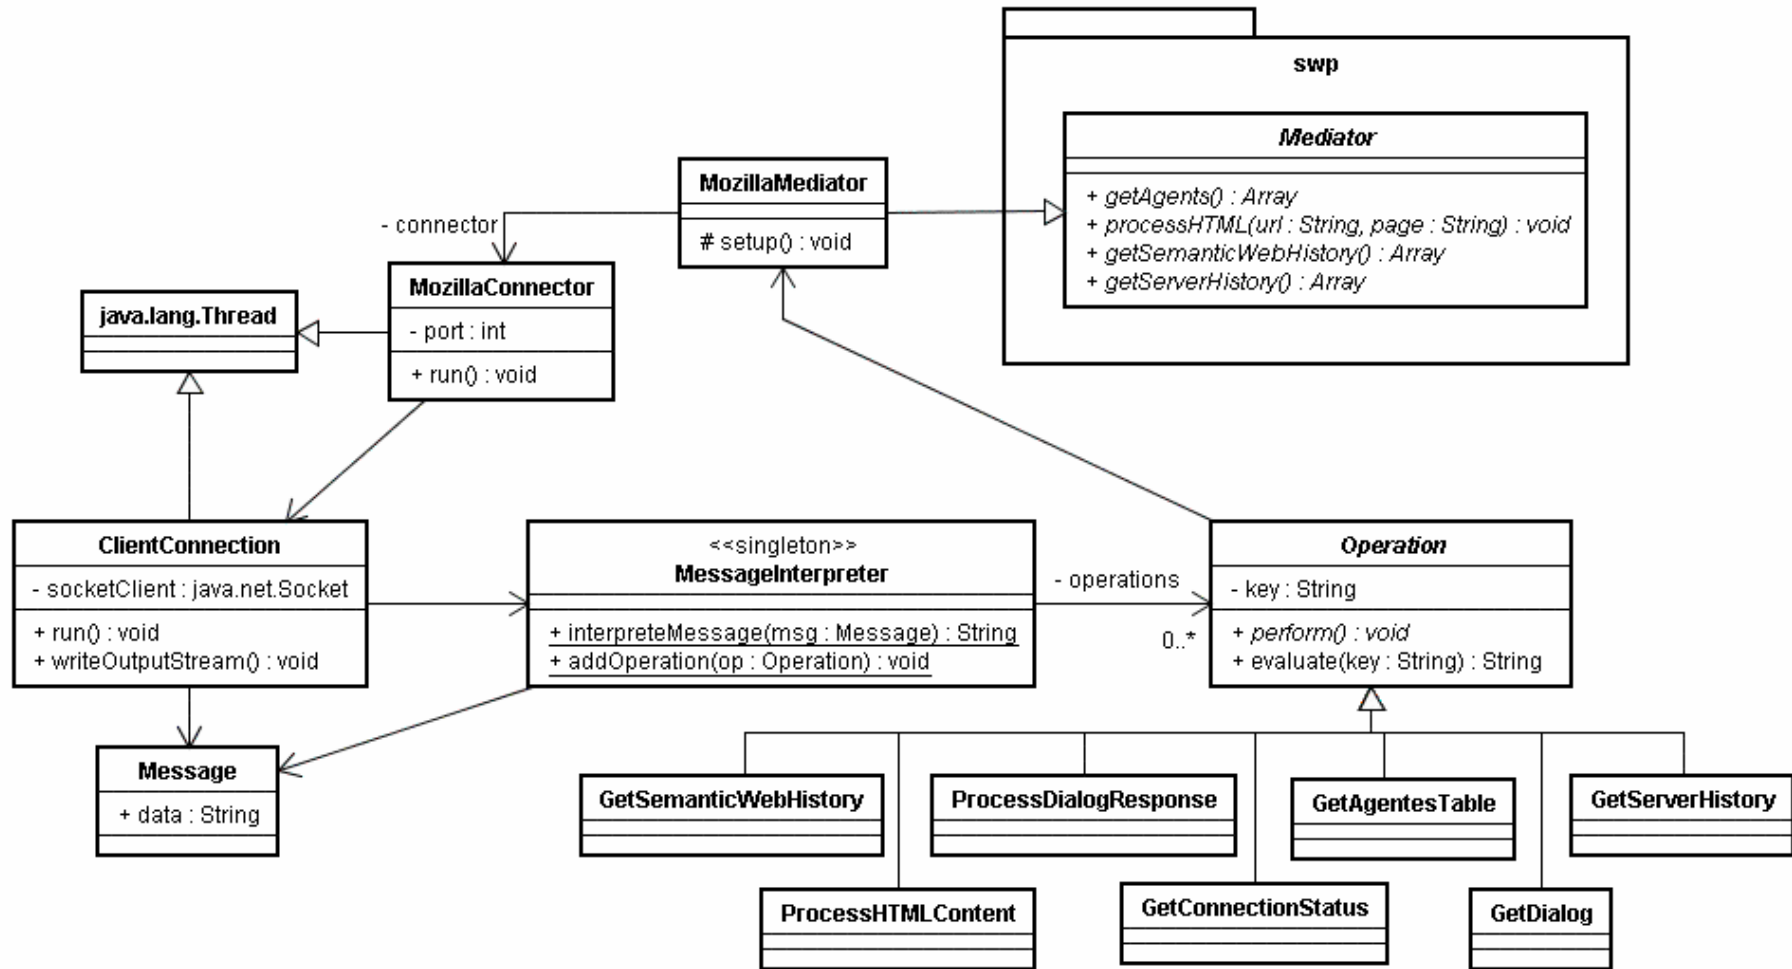 swp
Mediator
+ getAgents() : Array
+ processHTML(url : String, page : String) : void
+ getSemanticWebHistory() : Array
+ getServerHistory() : Array
MozillaMediator
# setup() : void
- connector
MozillaConnector
- port : int
+ run() : void
java.lang.Thread
ClientConnection
- socketClient : java.net.Socket
+ run() : void
+ writeOutputStream() : void
<<singleton>>
MessageInterpreter
+ interpreteMessage(msg : Message) : String
+ addOperation(op : Operation) : void
- operations
0..*
Operation
- key : String
+ perform() : void
+ evaluate(key : String) : String
Message
+ data : String
GetSemanticWebHistory
ProcessDialogResponse
GetAgentesTable
GetServerHistory
ProcessHTMLContent
GetConnectionStatus
GetDialog